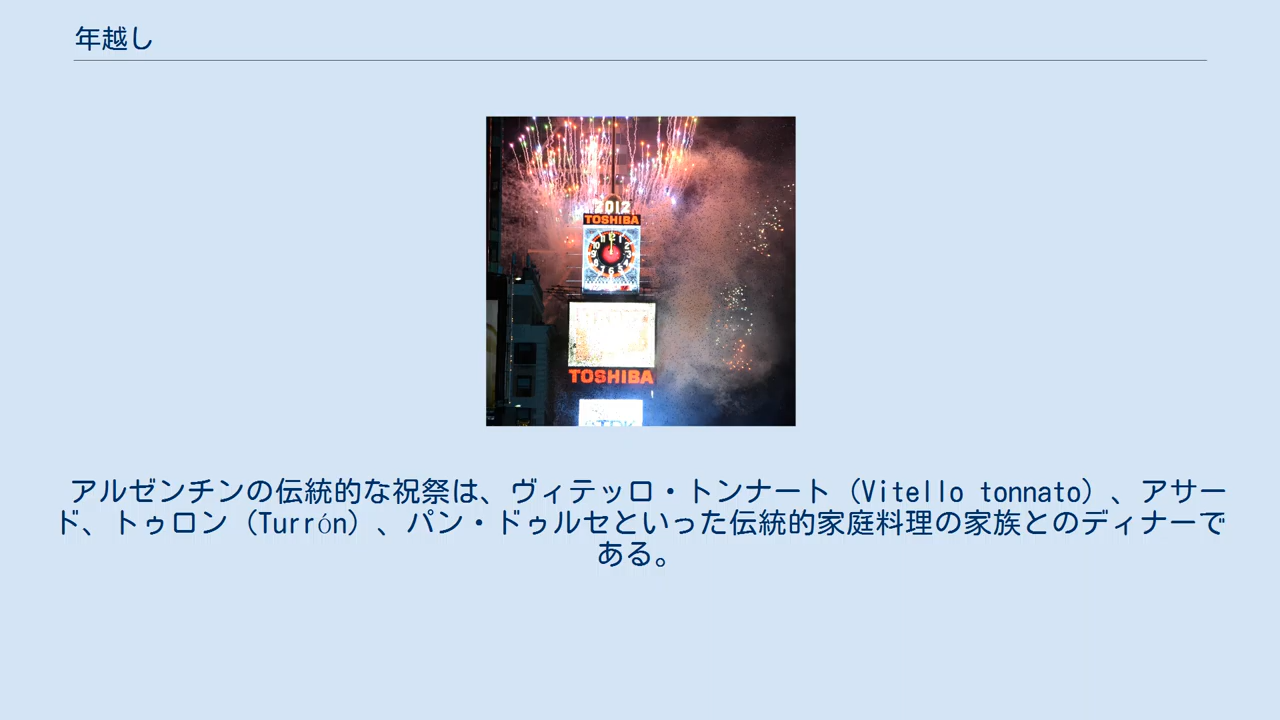 年越し
2012
TOSHIBA
TOSHIBA
TDK
アルゼンチンの伝統的な祝祭は、ヴィテッロ・トンナート（Vitello tonnato）、アサー
ド、トゥロン（Turrón）、パン・ドゥルセといった伝統的家庭料理の家族とのディナーで
ある。